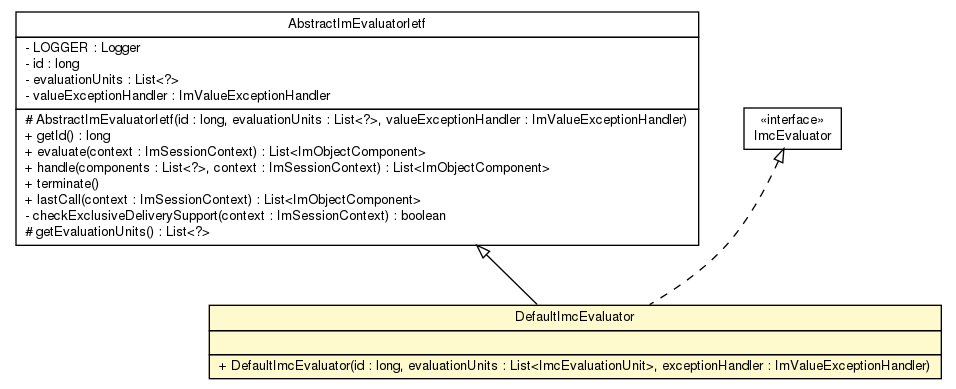 AbstractImEvaluatorIetf
- LOGGER : Logger
- id : long
- evaluationUnits : List<?>
- valueExceptionHandler : ImValueExceptionHandler
# AbstractImEvaluatorIetf(id : long, evaluationUnits : List<?>, valueExceptionHandler : ImValueExceptionHandler)
+ getId() : long
+ evaluate(context : ImSessionContext) : List<ImObjectComponent>
+ handle(components : List<?>, context : ImSessionContext) : List<ImObjectComponent>
+ terminate()
+ lastCall(context : ImSessionContext) : List<ImObjectComponent>
- checkExclusiveDeliverySupport(context : ImSessionContext) : boolean
# getEvaluationUnits() : List<?>
«interface»
ImcEvaluator
DefaultImcEvaluator
+ DefaultImcEvaluator(id : long, evaluationUnits : List<ImcEvaluationUnit>, exceptionHandler : ImValueExceptionHandler)